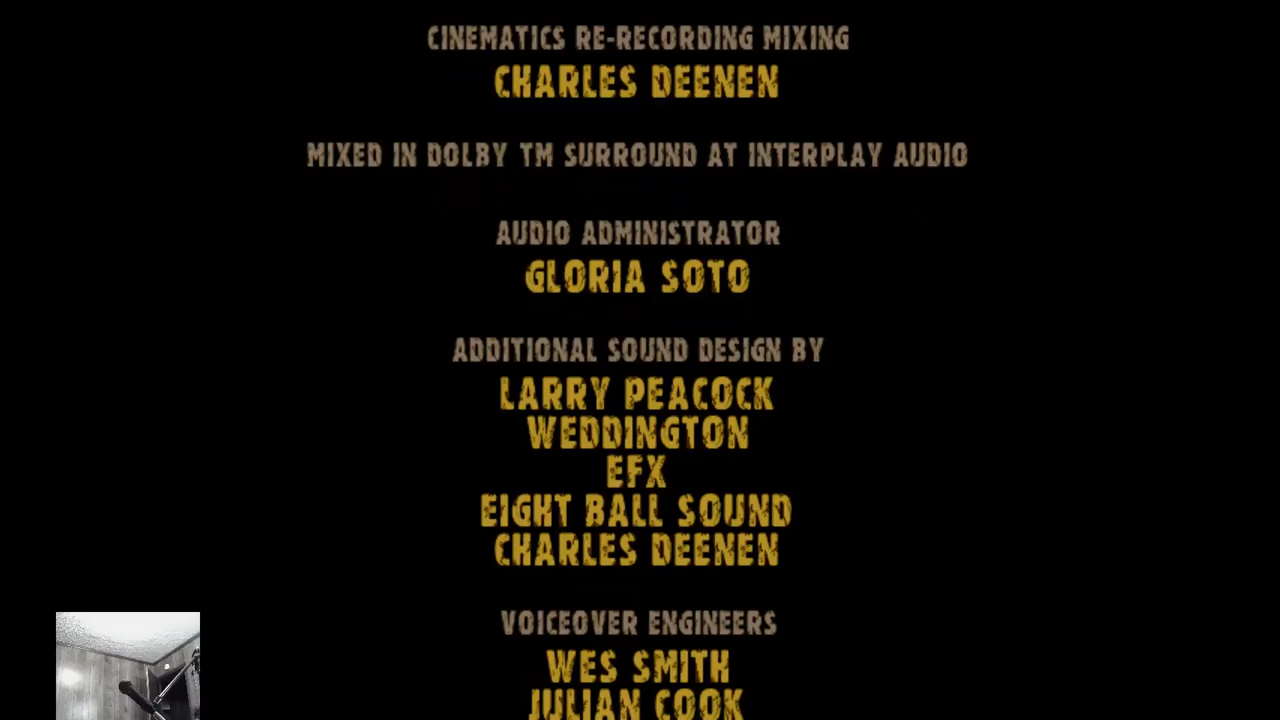 CINEMATICS RE-RECORDING MIXING
CHARLES DEENEN
MIXED IN DOLBY TM SURROUND AT INTERPLAY AUDIO
AUDIO ADMINISTRATOR
GLORIA SOTO
ADDITIONAL SOUND DESIGN BY
LARRY PEACOCK
WEDDINGTON
EFX
EIGHT BALL SOUND
CHARLES DEENEN
VOICEOVER ENGINEERS
WES SMITH
JULIAN COOK